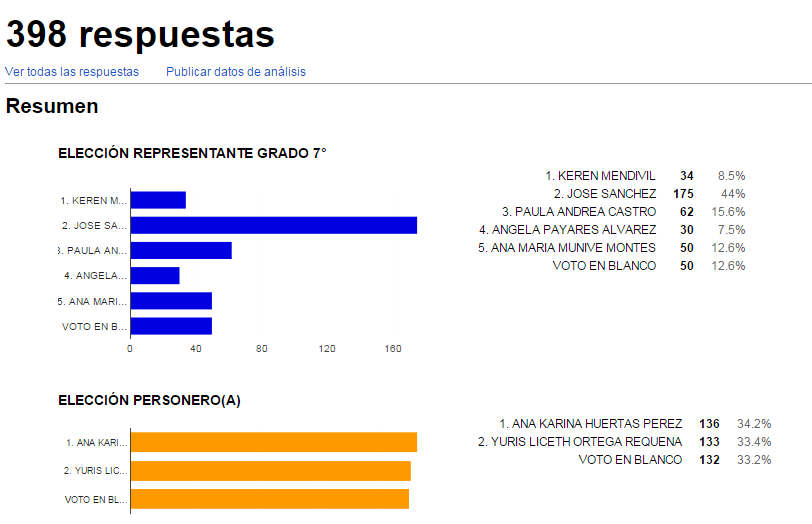 398 respuestas
Ver todas las respuestas Publicar datos de análisis
Resumen
ELECCIÓN REPRESENTANTE GRADO 7°
1. KEREN M...
2. JOSE SA...
3. PAULA AN...
4. ANGELA...
5. ANA MARI...
VOTO EN B...
0 40 80 120 160
1. KEREN MENDIVIL 34 8.5%
2. JOSE SANCHEZ 175 44%
3. PAULA ANDREA CASTRO 62 15.6%
4. ANGELA PAYARES ALVAREZ 30 7.5%
5. ANA MARIA MUNIVE MONTES 50 12.6%
VOTO EN BLANCO 50 12.6%
ELECCIÓN PERSONERO(A)
1. ANA KARI...
2. YURIS LIC...
VOTO EN BL...
1. ANA KARINA HUERTAS PEREZ 136 34.2%
2. YURIS LICETH ORTEGA REQUENA 133 33.4%
VOTO EN BLANCO 132 33.2%